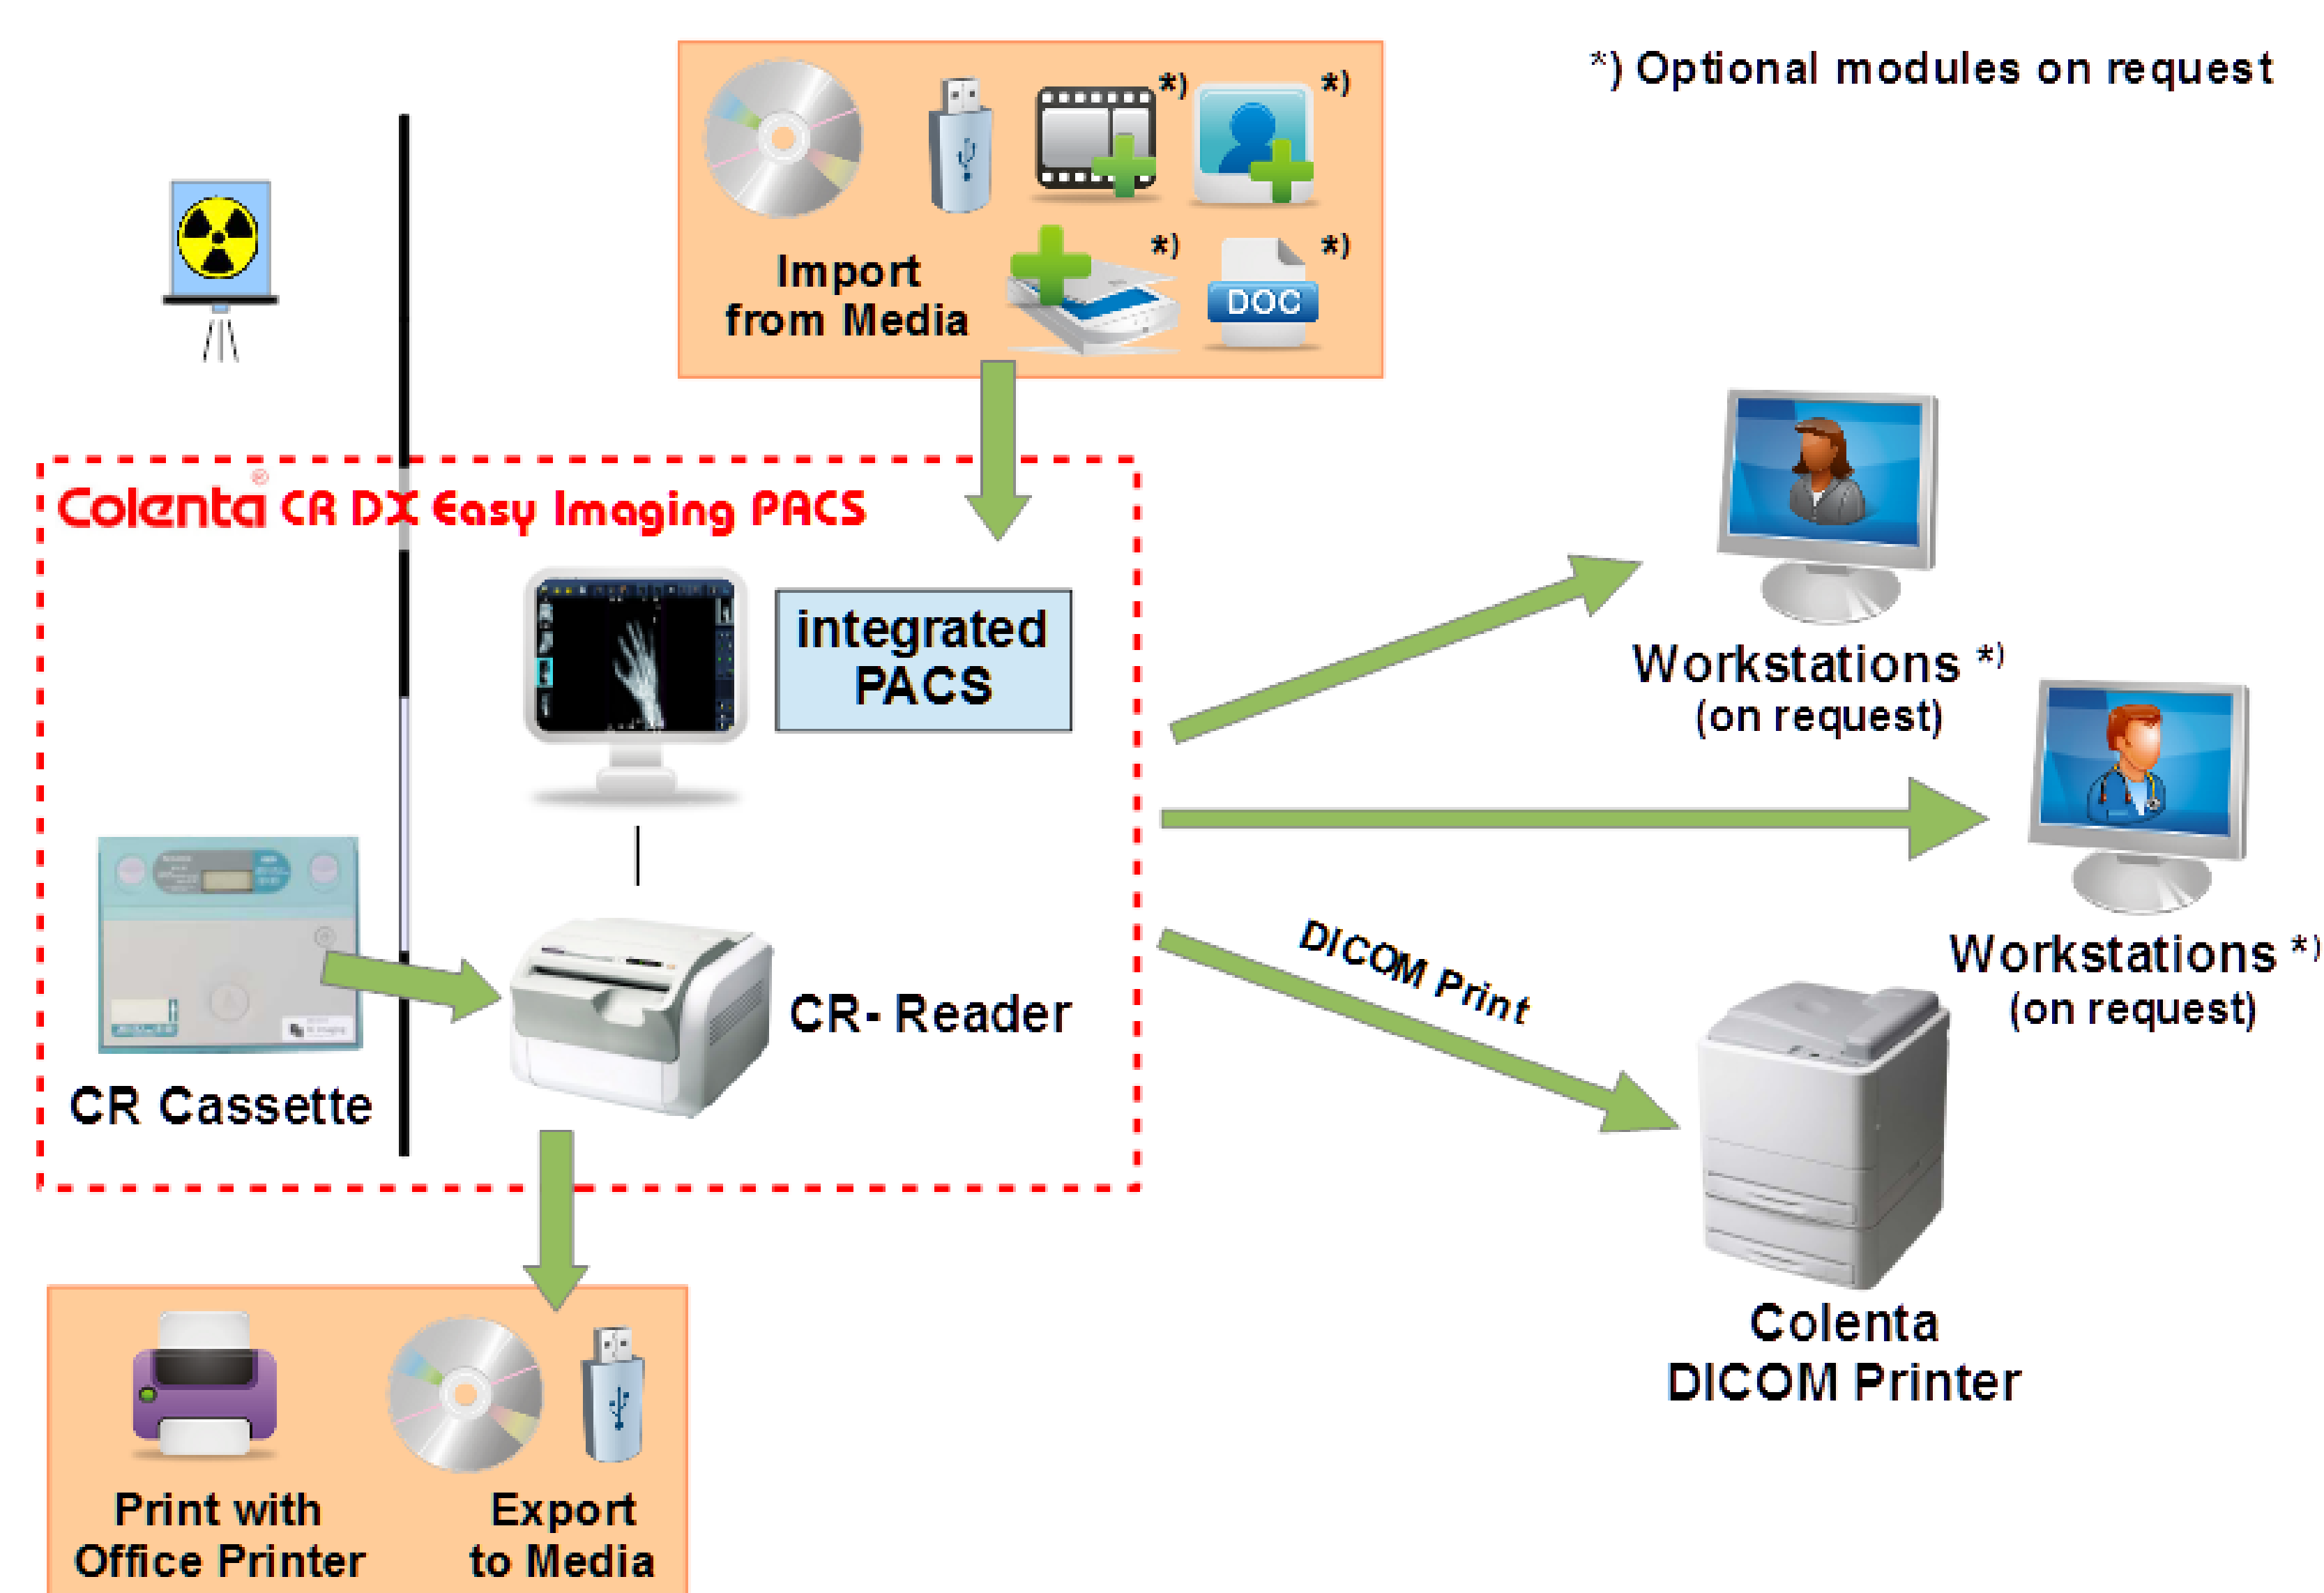 *) Optional modules on request
*)
*)
Import
from Media
*)
*)
DOC
Colenta® CR DX Easy Imaging PACS
integrated
PACS
Workstations *)
(on request)
Workstations *)
(on request)
CR- Reader
CR Cassette
DICOM Print
Colenta
DICOM Printer
Print with
Office Printer
Export
to Media